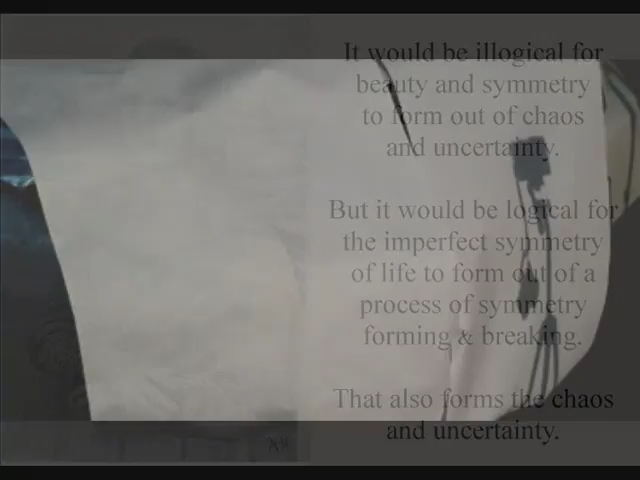 It would be illogical for
beauty and symmetry
to form out of chaos
and uncertainty.
But it would be logical for
the imperfect symmetry
of life to form out of a
process of symmetry
forming & breaking.
That also forms the chaos
and uncertainty.